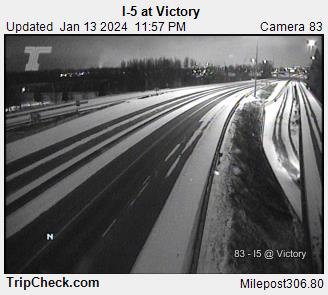 I-5 at Victory
Updated Jan 13 2024 11:57 PM Camera 83
N
83 - I5 @ Victory
TripCheck.com Milepost306.80